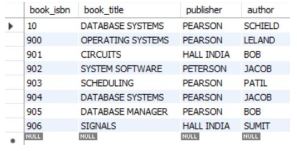 book_isbn book_title publisher author
10 DATABASE SYSTEMS PEARSON SCHIELD
900 OPERATING SYSTEMS PEARSON LELAND
901 CIRCUITS HALL INDIA BOB
902 SYSTEM SOFTWARE PETERSON JACOB
903 SCHEDULING PEARSON PATIL
904 DATABASE SYSTEMS PEARSON JACOB
905 DATABASE MANAGER PEARSON BOB
906 SIGNALS HALL INDIA SUMIT
NULL NULL NULL NULL